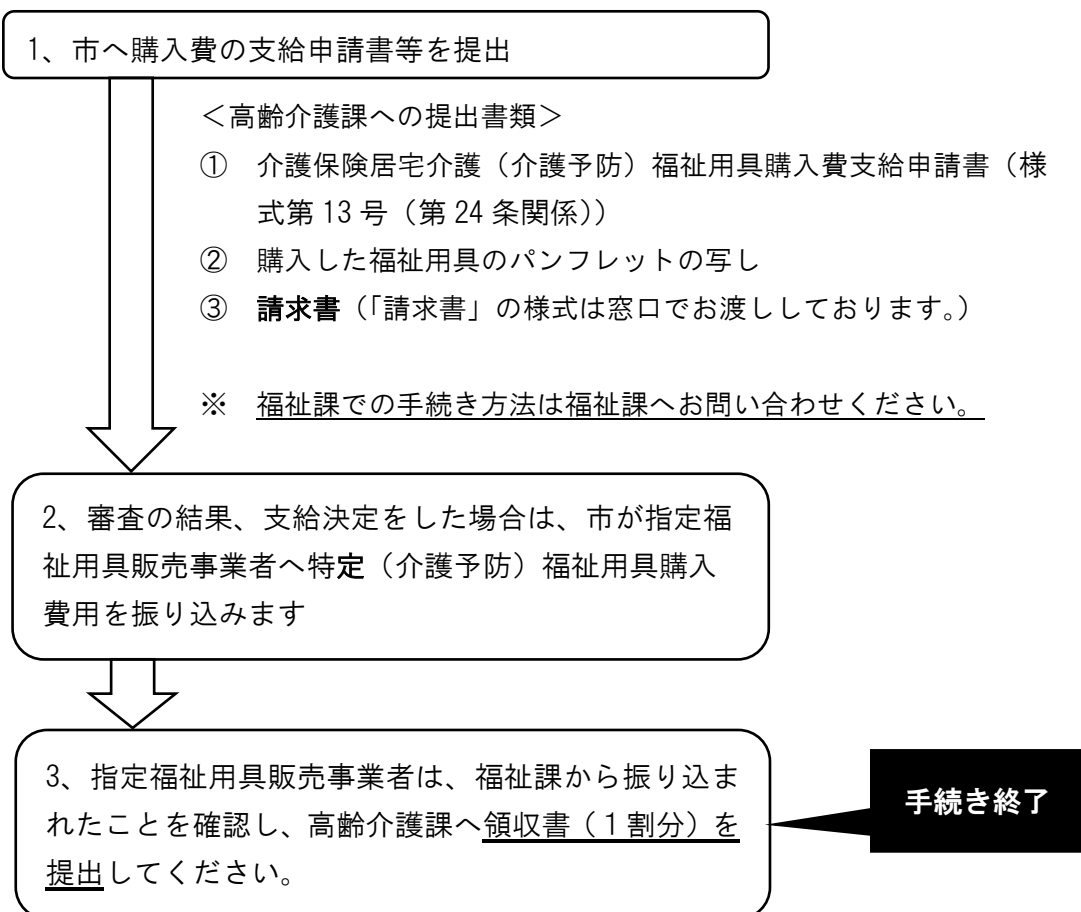 1、市へ購入費の支給申請書等を提出
＜高齢介護課への提出書類＞
① 介護保険居宅介護（介護予防）福祉用具購入費支給申請書（様
式第 13 号（第 24 条関係））
② 購入した福祉用具のパンフレットの写し
③ 請求書（「請求書」の様式は窓口でお渡ししております。）
※ 福祉課での手続き方法は福祉課へお問い合わせください。
2、審査の結果、支給決定をした場合は、市が指定福
祉用具販売事業者へ特定（介護予防）福祉用具購入
費用を振り込みます
3、指定福祉用具販売事業者は、福祉課から振り込ま
れたことを確認し、高齢介護課へ領収書（１割分）を
提出してください。
手続き終了